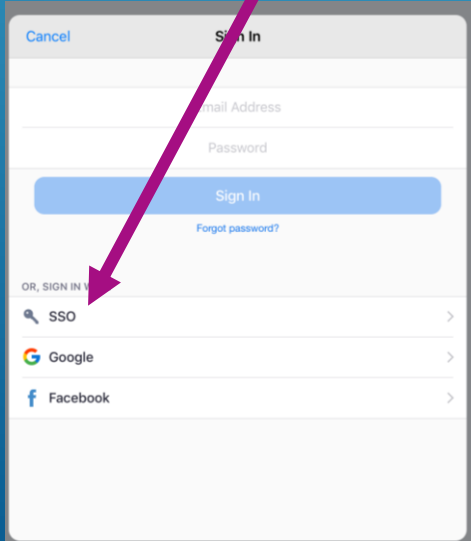 Cancel
Sign In
Email Address
Password
Sign In
Forgot password?
OR, SIGN IN
SSO
Google
Facebook